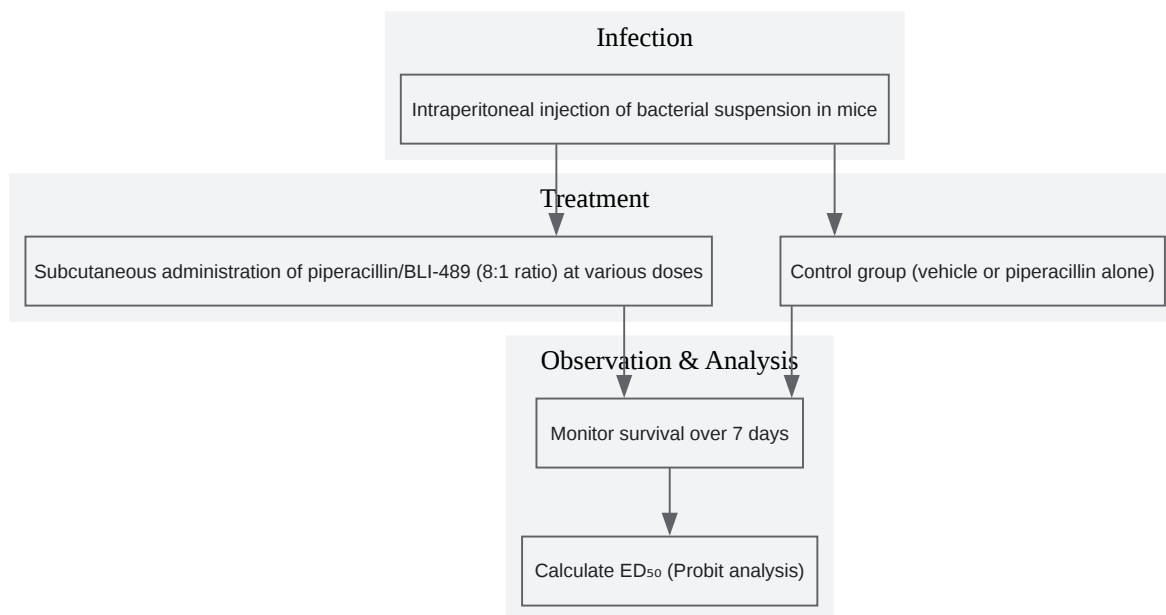 Infection
Intraperitoneal injection of bacterial suspension in mice
Treatment
Subcutaneous administration of piperacillin/BLI-489 (8:1 ratio) at various doses
Control group (vehicle or piperacillin alone)
Observation & Analysis
Monitor survival over 7 days
Calculate ED₅₀ (Probit analysis)